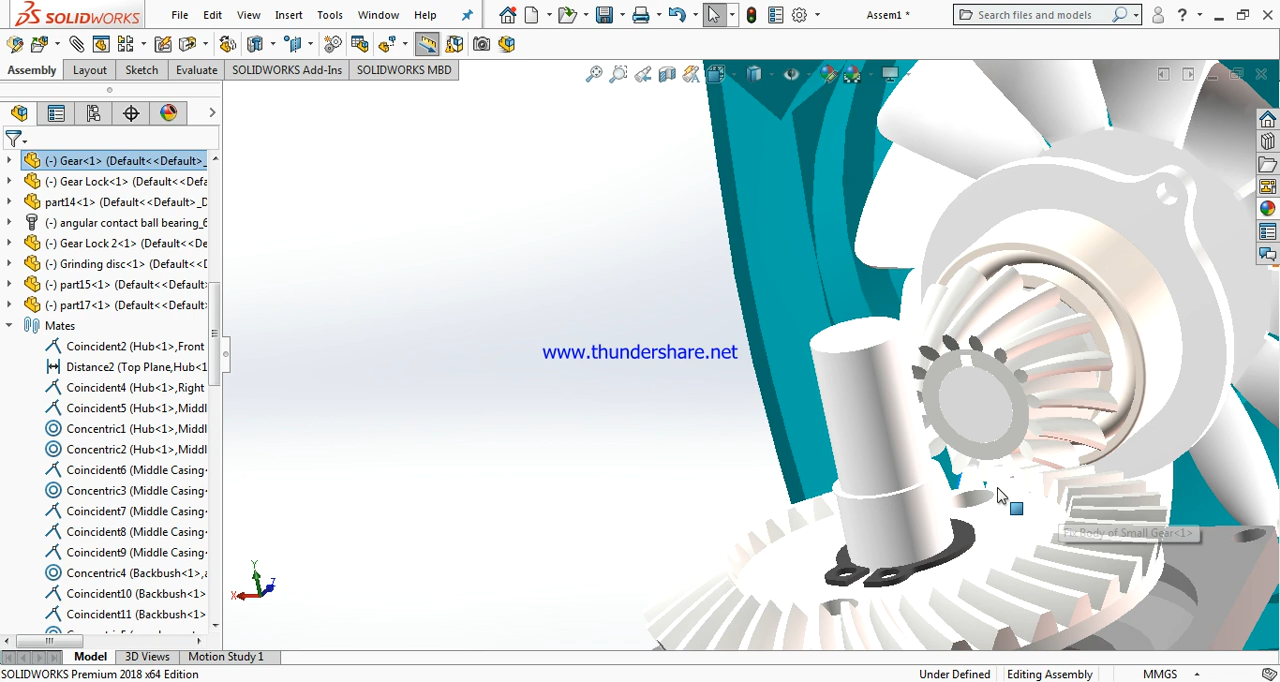 SOLIDWORKS
File Edit View Insert Tools Window Help
Assem1 *
Search files and models
Assembly Layout Sketch Evaluate SOLIDWORKS Add-Ins SOLIDWORKS MBD
(-) Gear<1> (Default<<Default>_
(-) Gear Lock<1> (Default<<Defa
part14<1> (Default<<Default>_D
(-) angular contact ball bearing_6
(-) Gear Lock 2<1> (Default<<De
(-) Grinding disc<1> (Default<<D
(-) part15<1> (Default<<Default>
(-) part17<1> (Default<<Default>
Mates
Coincident2 (Hub<1>,Front
Distance2 (Top Plane,Hub<1
Coincident4 (Hub<1>,Right
Coincident5 (Hub<1>,Middl
Concentric1 (Hub<1>,Middl
Concentric2 (Hub<1>,Middl
Coincident6 (Middle Casing
Concentric3 (Middle Casing
Coincident7 (Middle Casing
Coincident8 (Middle Casing
Coincident9 (Middle Casing
Concentric4 (Backbush<1>,a
Coincident10 (Backbush<1>
Coincident11 (Backbush<1>
www.thundershare.net
Body of Small Gear<1>
Y
X
Z
Model 3D Views Motion Study 1
SOLIDWORKS Premium 2018 x64 Edition
Under Defined Editing Assembly MMGS